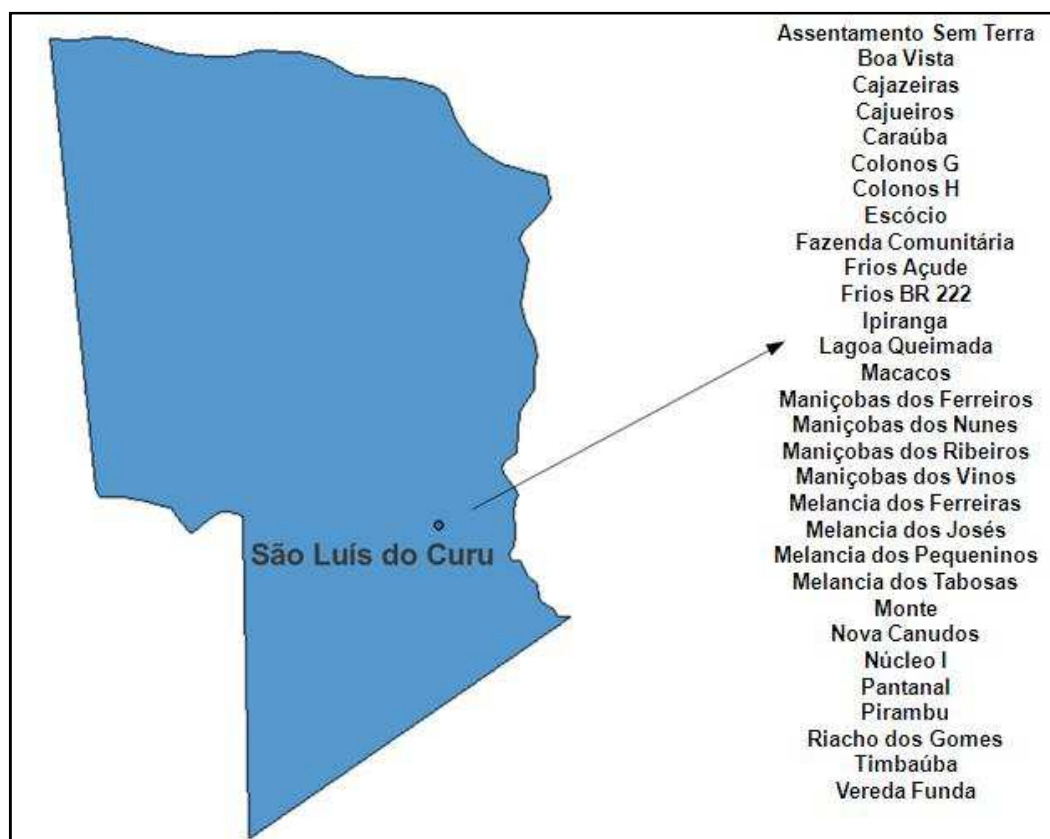 Assentamento Sem Terra
Boa Vista
Cajazeiras
Cajueiros
Caraúba
Colonos G
Colonos H
Escócio
Fazenda Comunitária
Frios Açude
Frios BR 222
Ipiranga
Lagoa Queimada
Macacos
Maniçobas dos Ferreiros
Maniçobas dos Nunes
Maniçobas dos Ribeiros
Maniçobas dos Vinos
Melancia dos Ferreiras
Melancia dos Josés
Melancia dos Pequeninos
Melancia dos Tabosas
Monte
Nova Canudos
Núcleo I
Pantanal
Pirambu
Riacho dos Gomes
Timbaúba
Vereda Funda
São Luís do Curu